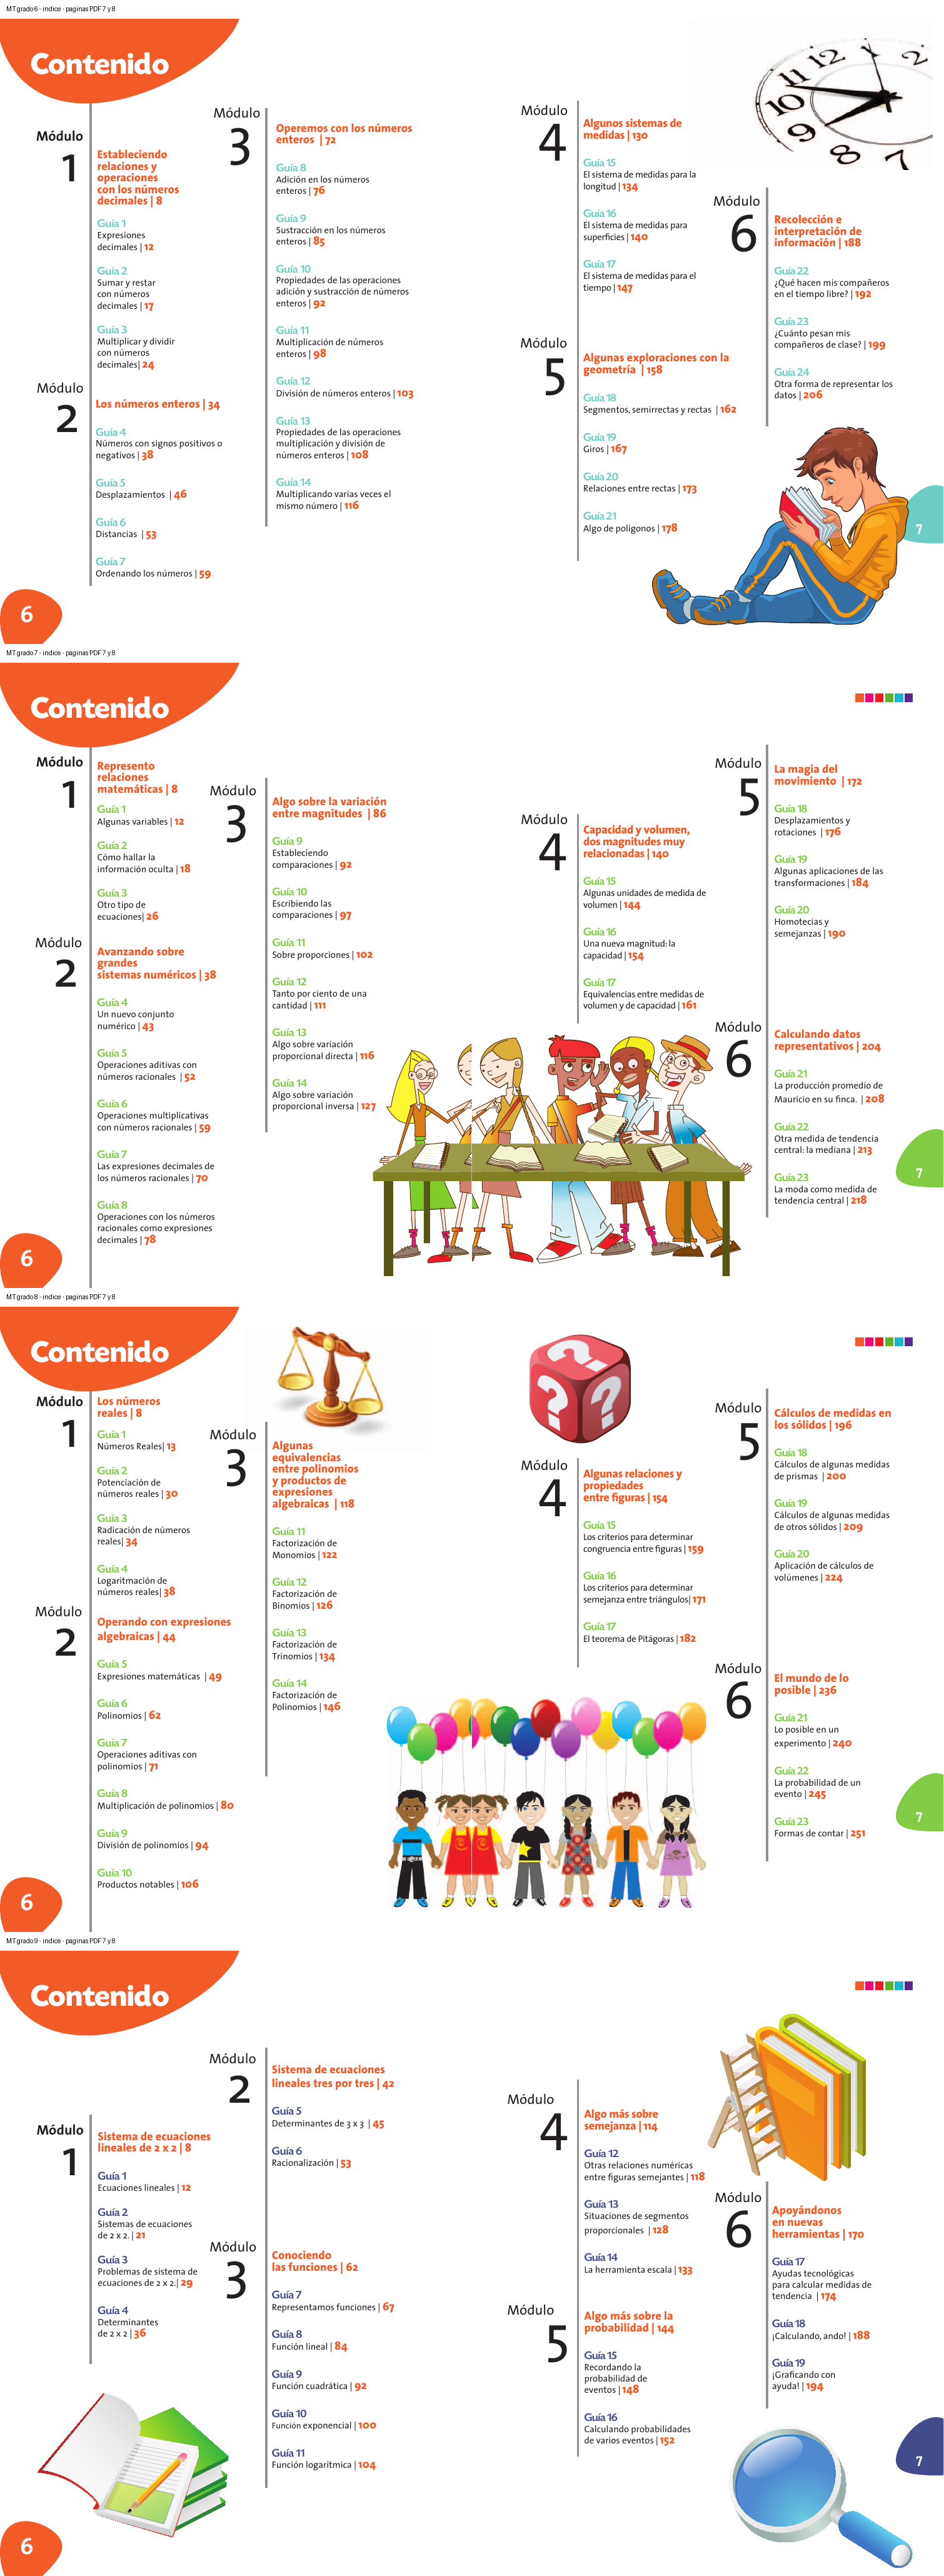 MT grado 6 - indice - paginas PDF 7 y 8
Contenido
Módulo
1
Estableciendo
relaciones y
operaciones
con los números
decimales | 8
Guía 1
Expresiones
decimales | 12
Guía 2
Sumar y restar
con números
decimales | 17
Guía 3
Multiplicar y dividir
con números
decimales| 24
Módulo
2
Los números enteros | 34
Guía 4
Números con signos positivos o
negativos | 38
Guía 5
Desplazamientos | 46
Guía 6
Distancias | 53
Guía 7
Ordenando los números | 59
Módulo
3
Operemos con los números
enteros | 72
Guía 8
Adición en los números
enteros | 76
Guía 9
Sustracción en los números
enteros | 85
Guía 10
Propiedades de las operaciones
adición y sustracción de números
enteros | 92
Guía 11
Multiplicación de números
enteros | 98
Guía 12
División de números enteros | 103
Guía 13
Propiedades de las operaciones
multiplicación y división de
números enteros | 108
Guía 14
Multiplicando varias veces el
mismo número | 116
6
Módulo
4
Algunos sistemas de
medidas | 130
Guía 15
El sistema de medidas para la
longitud | 134
Guía 16
El sistema de medidas para
superficies | 140
Guía 17
El sistema de medidas para el
tiempo | 147
Módulo
5
Algunas exploraciones con la
geometría | 158
Guía 18
Segmentos, semirrectas y rectas | 162
Guía 19
Giros | 167
Guía 20
Relaciones entre rectas | 173
Guía 21
Algo de polígonos | 178
10 11 12 1 9 8 7
Módulo
6
Recolección e
interpretación de
información | 188
Guía 22
¿Qué hacen mis compañeros
en el tiempo libre? | 192
Guía 23
¿Cuánto pesan mis
compañeros de clase? | 199
Guía 24
Otra forma de representar los
datos | 206
7
MT grado 7 - indice - paginas PDF 7 y 8
Contenido
Módulo
1
Represento
relaciones
matemáticas | 8
Guía 1
Algunas variables | 12
Guía 2
Cómo hallar la
información oculta | 18
Guía 3
Otro tipo de
ecuaciones| 26
Módulo
2
Avanzando sobre
grandes
sistemas numéricos | 38
Guía 4
Un nuevo conjunto
numérico | 43
Guía 5
Operaciones aditivas con
números racionales | 52
Guía 6
Operaciones multiplicativas
con números racionales | 59
Guía 7
Las expresiones decimales de
los números racionales | 70
Guía 8
Operaciones con los números
racionales como expresiones
decimales | 78
Módulo
3
Algo sobre la variación
entre magnitudes | 86
Guía 9
Estableciendo
comparaciones | 92
Guía 10
Escribiendo las
comparaciones | 97
Guía 11
Sobre proporciones | 102
Guía 12
Tanto por ciento de una
cantidad | 111
Guía 13
Algo sobre variación
proporcional directa | 116
Guía 14
Algo sobre variación
proporcional inversa | 127
6
Módulo
4
Capacidad y volumen,
dos magnitudes muy
relacionadas | 140
Guía 15
Algunas unidades de medida de
volumen | 144
Guía 16
Una nueva magnitud: la
capacidad | 154
Guía 17
Equivalencias entre medidas de
volumen y de capacidad | 161
Módulo
5
La magia del
movimiento | 172
Guía 18
Desplazamientos y
rotaciones | 176
Guía 19
Algunas aplicaciones de las
transformaciones | 184
Guía 20
Homotecias y
semejanzas | 190
Módulo
6
Calculando datos
representativos | 204
Guía 21
La producción promedio de
Mauricio en su finca. | 208
Guía 22
Otra medida de tendencia
central: la mediana | 213
Guía 23
La moda como medida de
tendencia central | 218
7
MT grado 8 - indice - paginas PDF 7 y 8
Contenido
Módulo
1
Los números
reales | 8
Guía 1
Números Reales| 13
Guía 2
Potenciación de
números reales | 30
Guía 3
Radicación de números
reales| 34
Guía 4
Logaritmación de
números reales| 38
Módulo
2
Operando con expresiones
algebraicas | 44
Guía 5
Expresiones matemáticas | 49
Guía 6
Polinomios | 62
Guía 7
Operaciones aditivas con
polinomios | 71
Guía 8
Multiplicación de polinomios | 80
Guía 9
División de polinomios | 94
Guía 10
Productos notables | 106
Módulo
3
Algunas
equivalencias
entre polinomios
y productos de
expresiones
algebraicas | 118
Guía 11
Factorización de
Monomios | 122
Guía 12
Factorización de
Binomios | 126
Guía 13
Factorización de
Trinomios | 134
Guía 14
Factorización de
Polinomios | 146
6
? ? ?
Módulo
4
Algunas relaciones y
propiedades
entre figuras | 154
Guía 15
Los criterios para determinar
congruencia entre figuras | 159
Guía 16
Los criterios para determinar
semejanza entre triángulos| 171
Guía 17
El teorema de Pitágoras | 182
Módulo
5
Cálculos de medidas en
los sólidos | 196
Guía 18
Cálculos de algunas medidas
de prismas | 200
Guía 19
Cálculos de algunas medidas
de otros sólidos | 209
Guía 20
Aplicación de cálculos de
volúmenes | 224
Módulo
6
El mundo de lo
posible | 236
Guía 21
Lo posible en un
experimento | 240
Guía 22
La probabilidad de un
evento | 245
Guía 23
Formas de contar | 251
7
MT grado 9 - indice - paginas PDF 7 y 8
Contenido
Módulo
1
Sistema de ecuaciones
lineales de 2 x 2 | 8
Guía 1
Ecuaciones lineales | 12
Guía 2
Sistemas de ecuaciones
de 2 x 2. | 21
Guía 3
Problemas de sistema de
ecuaciones de 2 x 2.| 29
Guía 4
Determinantes
de 2 x 2 | 36
Módulo
2
Sistema de ecuaciones
lineales tres por tres | 42
Guía 5
Determinantes de 3 x 3 | 45
Guía 6
Racionalización | 53
Módulo
3
Conociendo
las funciones | 62
Guía 7
Representamos funciones | 67
Guía 8
Función lineal | 84
Guía 9
Función cuadrática | 92
Guía 10
Función exponencial | 100
Guía 11
Función logarítmica | 104
6
Módulo
4
Algo más sobre
semejanza | 114
Guía 12
Otras relaciones numéricas
entre figuras semejantes | 118
Guía 13
Situaciones de segmentos
proporcionales | 128
Guía 14
La herramienta escala | 133
Módulo
5
Algo más sobre la
probabilidad | 144
Guía 15
Recordando la
probabilidad de
eventos | 148
Guía 16
Calculando probabilidades
de varios eventos | 152
Módulo
6
Apoyándonos
en nuevas
herramientas | 170
Guía 17
Ayudas tecnológicas
para calcular medidas de
tendencia | 174
Guía 18
¡Calculando, ando! | 188
Guía 19
¡Graficando con
ayuda! | 194
7